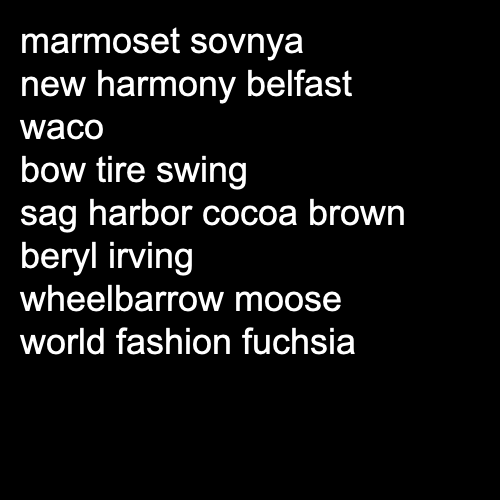 marmoset sovnya
new harmony belfast
waco
bow tire swing
sag harbor cocoa brown
beryl irving
wheelbarrow moose
world fashion fuchsia